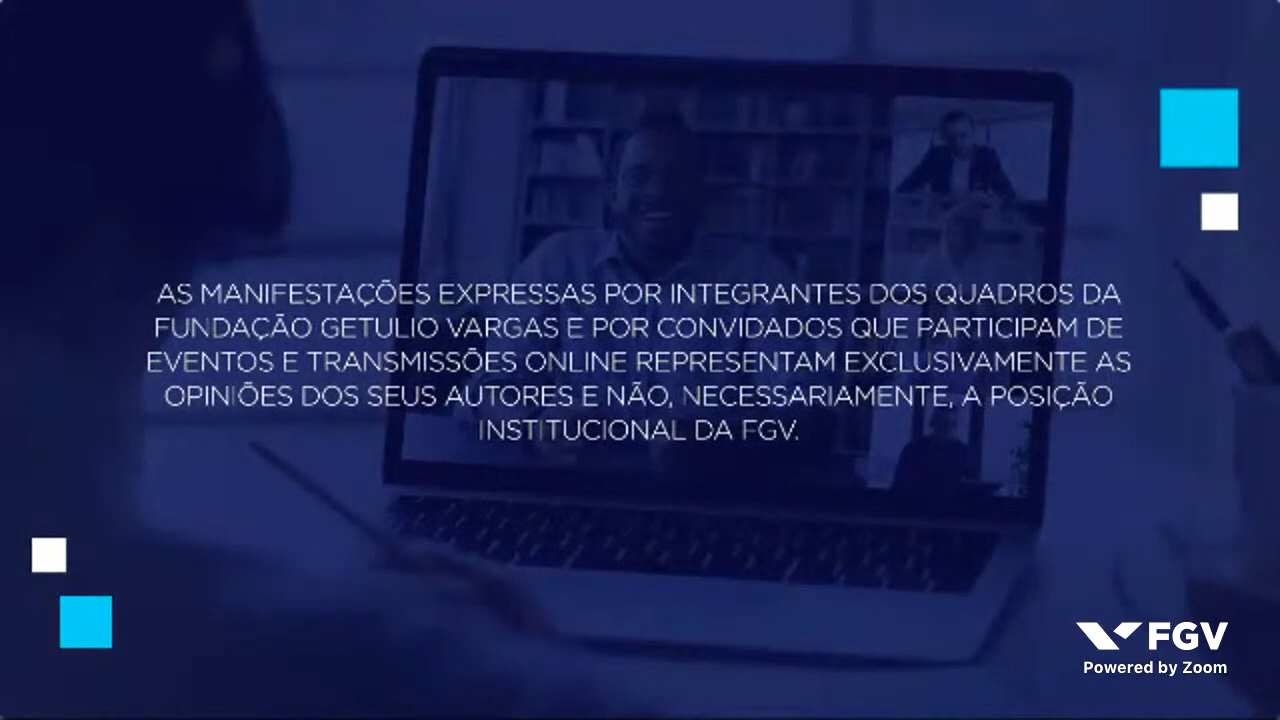 AS MANIFESTAÇÕES EXPRESSAS POR INTEGRANTES DOS QUADROS DA
FUNDAÇÃO GETULIO VARGAS E POR CONVIDADOS QUE PARTICIPAM DE
EVENTOS E TRANSMISSÕES ONLINE REPRESENTAM EXCLUSIVAMENTE AS
OPINIÕES DOS SEUS AUTORES E NÃO, NECESSARIAMENTE, A POSIÇÃO
INSTITUCIONAL DA FGV.
FGV
Powered by Zoom